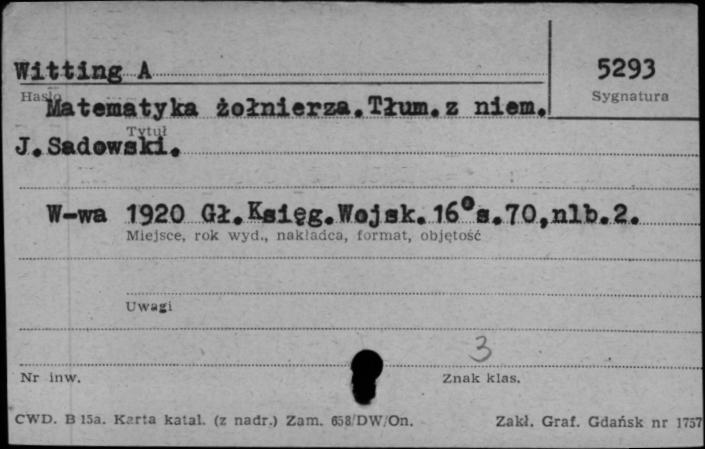 Witting A
5293
Hasło
Sygnatura
Matematyka żołnierza.Tłum.z niem.
Tytuł
J.Sadowski.
W-wa 1920 Gł.Księg.Wojsk.16°s.70,nlb.2.
Miejsce, rok wyd., nakładca, format, objętość
Uwagi
3
Nr inw.
Znak klas.
CWD. B 15a. Karta katal. (z nadr.) Zam. 658/DW/On.
Zakł. Graf. Gdańsk nr 1757